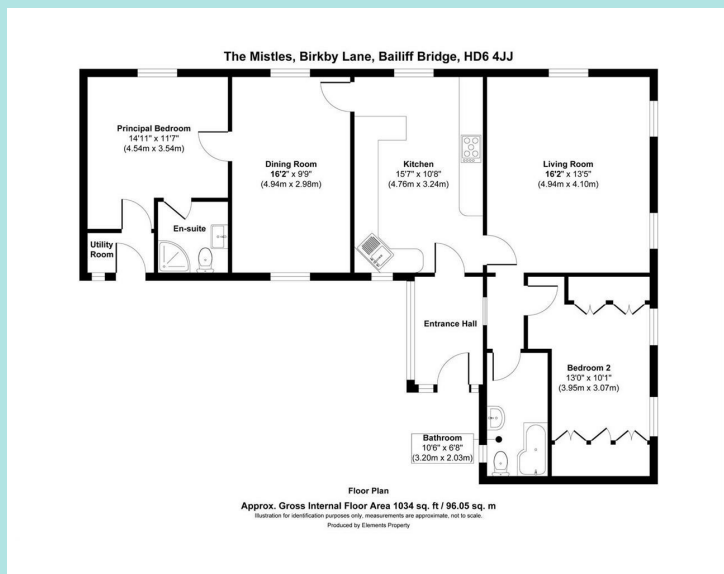 The Mistles, Birkby Lane, Bailiff Bridge, HD6 4JJ
Principal Bedroom
14'11" x 11'7"
(4.54m x 3.54m)
Dining Room
16'2" x 9'9"
(4.94m x 2.98m)
Kitchen
15'7" x 10'8"
(4.76m x 3.24m)
Living Room
16'2" x 13'5"
(4.94m x 4.10m)
En-suite
Utility
Room
Entrance Hall
Bedroom 2
13'0" x 10'1"
(3.95m x 3.07m)
Bathroom
10'6" x 6'8"
(3.20m x 2.03m)
Floor Plan
Approx. Gross Internal Floor Area 1034 sq. ft / 96.05 sq. m
Illustration for identification purposes only, measurements are approximate, not to scale.
Produced by Elements Property